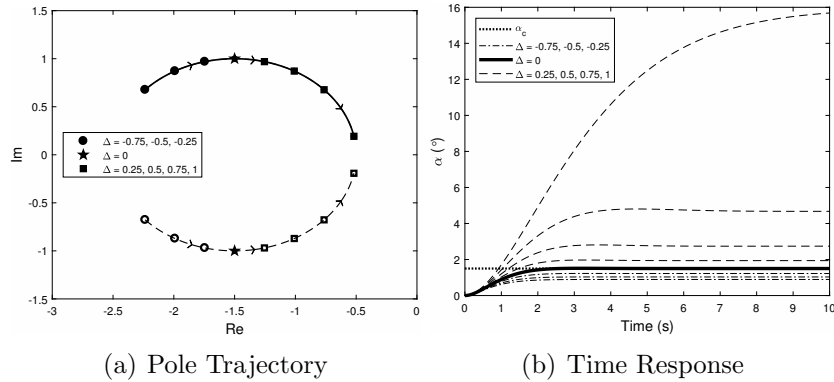 1.5
1
0.5
0
-0.5
-1
-1.5
Im
Δ = -0.75, -0.5, -0.25
Δ = 0
Δ = 0.25, 0.5, 0.75, 1
-3 -2.5 -2 -1.5 -1 -0.5 0
Re
(a) Pole Trajectory
16
14
12
10
8
6
4
2
0
α (°)
α_c
Δ = -0.75, -0.5, -0.25
Δ = 0
Δ = 0.25, 0.5, 0.75, 1
0 1 2 3 4 5 6 7 8 9 10
Time (s)
(b) Time Response